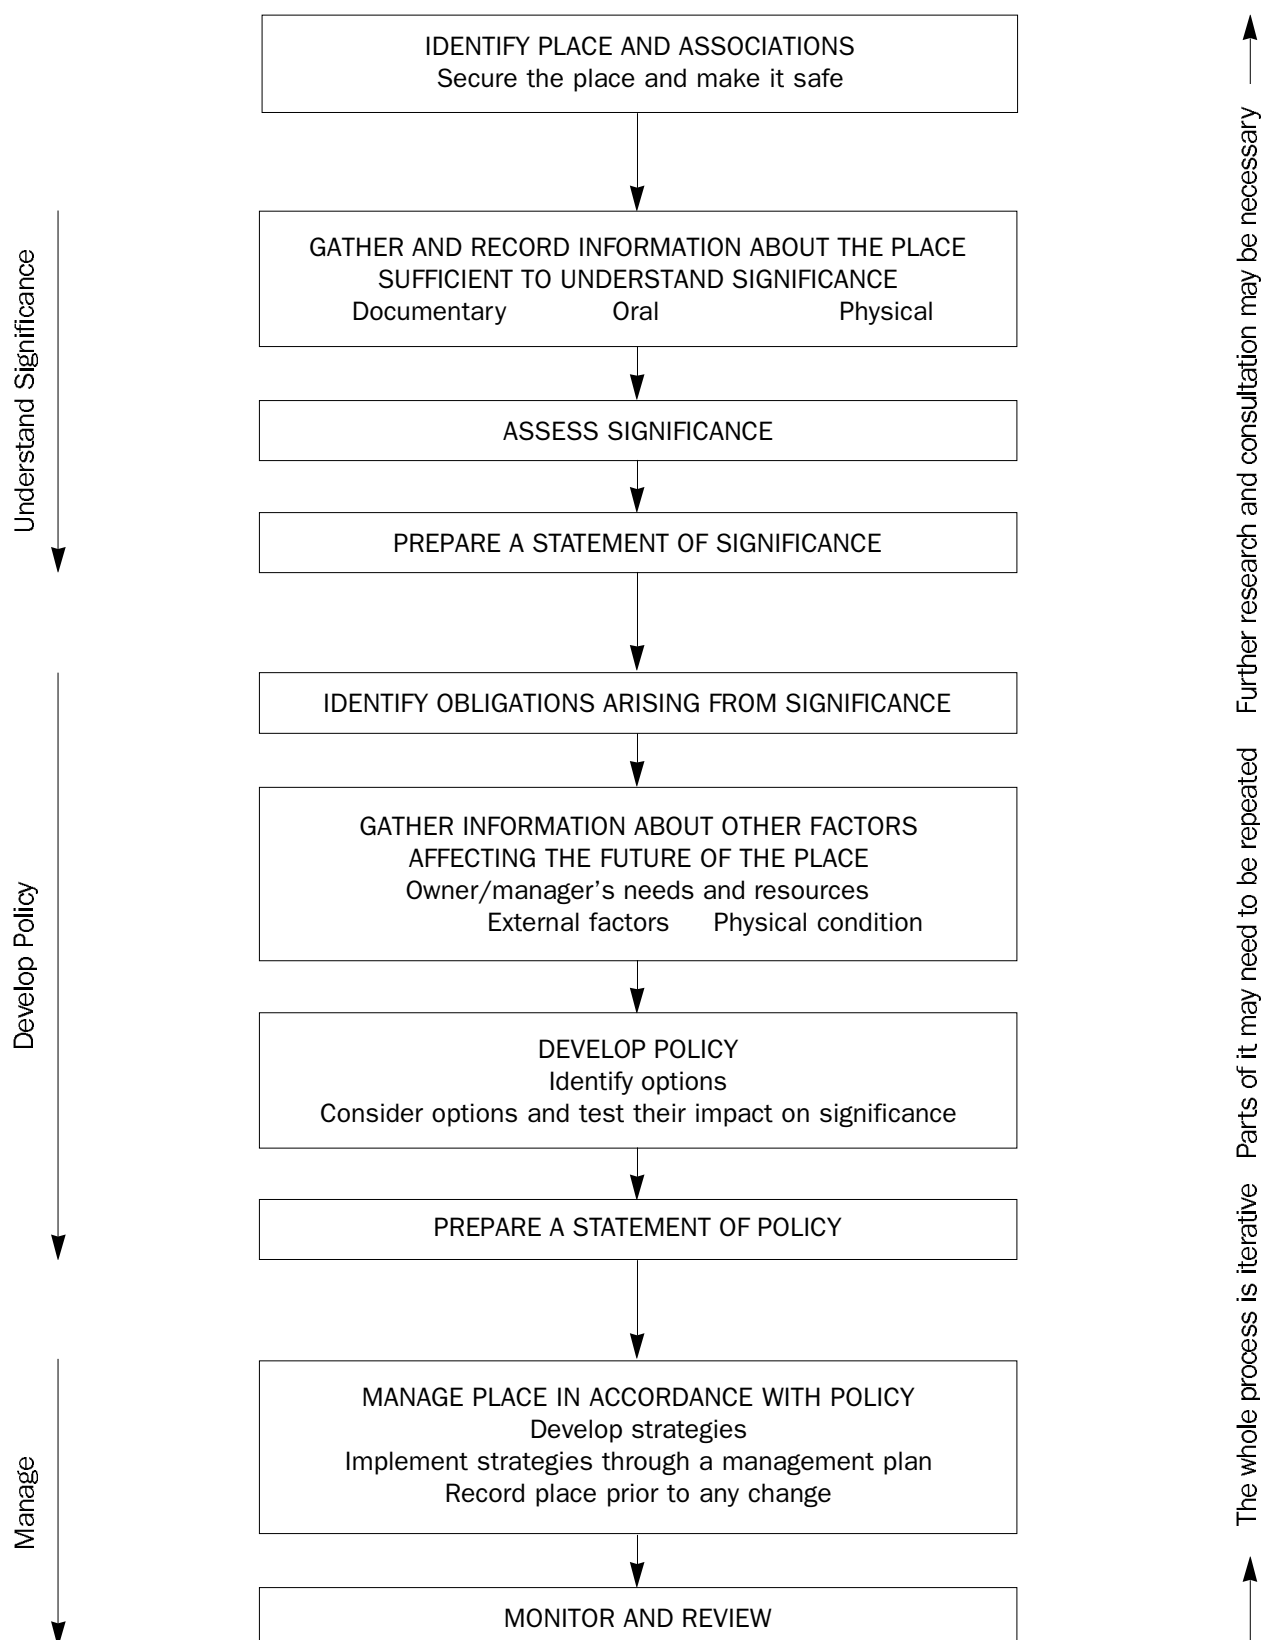 IDENTIFY PLACE AND ASSOCIATIONS
Secure the place and make it safe
Understand Significance
GATHER AND RECORD INFORMATION ABOUT THE PLACE
SUFFICIENT TO UNDERSTAND SIGNIFICANCE
Documentary Oral Physical
ASSESS SIGNIFICANCE
PREPARE A STATEMENT OF SIGNIFICANCE
Develop Policy
IDENTIFY OBLIGATIONS ARISING FROM SIGNIFICANCE
GATHER INFORMATION ABOUT OTHER FACTORS
AFFECTING THE FUTURE OF THE PLACE
Owner/manager’s needs and resources
External factors Physical condition
DEVELOP POLICY
Identify options
Consider options and test their impact on significance
PREPARE A STATEMENT OF POLICY
Manage
MANAGE PLACE IN ACCORDANCE WITH POLICY
Develop strategies
Implement strategies through a management plan
Record place prior to any change
MONITOR AND REVIEW
The whole process is iterative Parts of it may need to be repeated Further research and consultation may be necessary